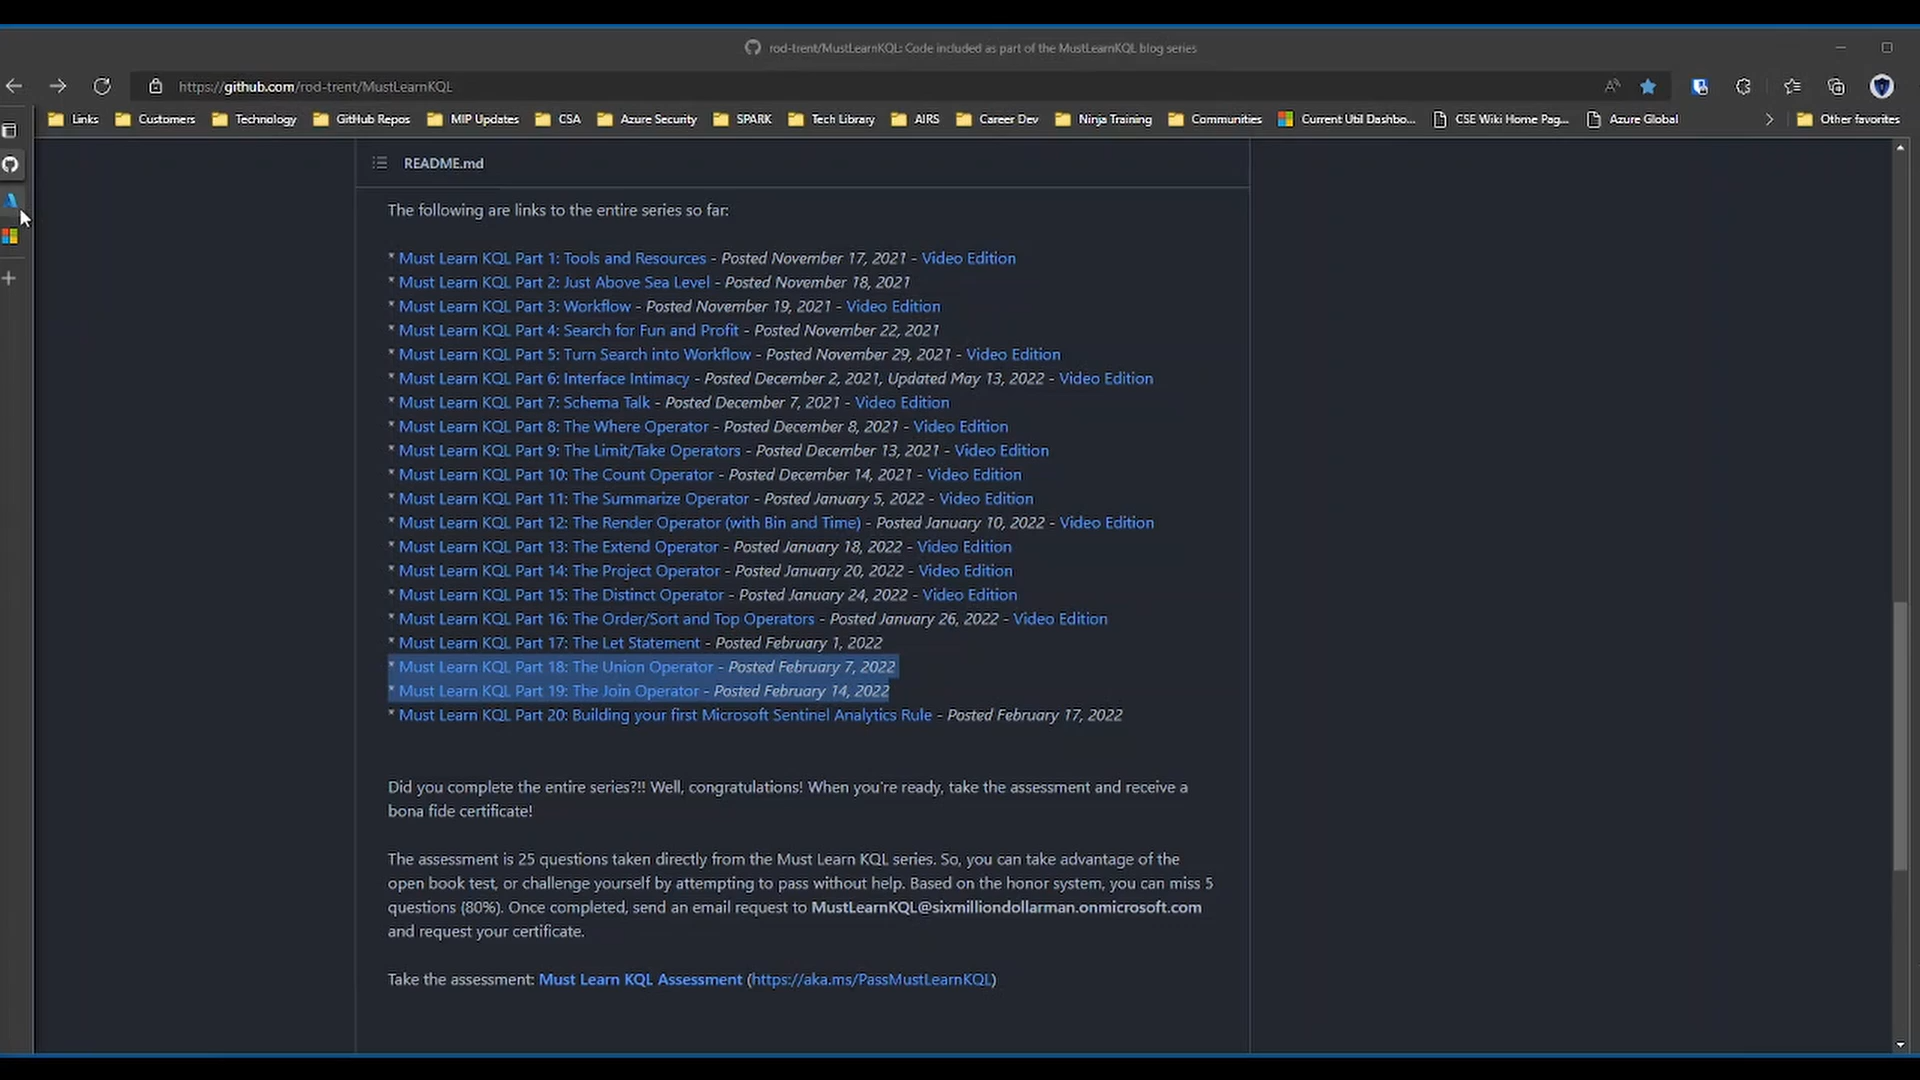 rod-trent/MustLearnKQL: Code included as part of the MustLearnKQL blog series
https://github.com/rod-trent/MustLearnKQL
Links Customers Technology GitHub Repos MIP Updates CSA Azure Security SPARK Tech Library AIRS Career Dev Ninja Training Communities Current Util Dashbo... CSE Wiki Home Pag... Azure Global Other favorites
README.md
The following are links to the entire series so far:
* Must Learn KQL Part 1: Tools and Resources - Posted November 17, 2021 - Video Edition
* Must Learn KQL Part 2: Just Above Sea Level - Posted November 18, 2021
* Must Learn KQL Part 3: Workflow - Posted November 19, 2021 - Video Edition
* Must Learn KQL Part 4: Search for Fun and Profit - Posted November 22, 2021
* Must Learn KQL Part 5: Turn Search into Workflow - Posted November 29, 2021 - Video Edition
* Must Learn KQL Part 6: Interface Intimacy - Posted December 2, 2021, Updated May 13, 2022 - Video Edition
* Must Learn KQL Part 7: Schema Talk - Posted December 7, 2021 - Video Edition
* Must Learn KQL Part 8: The Where Operator - Posted December 8, 2021 - Video Edition
* Must Learn KQL Part 9: The Limit/Take Operators - Posted December 13, 2021 - Video Edition
* Must Learn KQL Part 10: The Count Operator - Posted December 14, 2021 - Video Edition
* Must Learn KQL Part 11: The Summarize Operator - Posted January 5, 2022 - Video Edition
* Must Learn KQL Part 12: The Render Operator (with Bin and Time) - Posted January 10, 2022 - Video Edition
* Must Learn KQL Part 13: The Extend Operator - Posted January 18, 2022 - Video Edition
* Must Learn KQL Part 14: The Project Operator - Posted January 20, 2022 - Video Edition
* Must Learn KQL Part 15: The Distinct Operator - Posted January 24, 2022 - Video Edition
* Must Learn KQL Part 16: The Order/Sort and Top Operators - Posted January 26, 2022 - Video Edition
* Must Learn KQL Part 17: The Let Statement - Posted February 1, 2022
* Must Learn KQL Part 18: The Union Operator - Posted February 7, 2022
* Must Learn KQL Part 19: The Join Operator - Posted February 14, 2022
* Must Learn KQL Part 20: Building your first Microsoft Sentinel Analytics Rule - Posted February 17, 2022
Did you complete the entire series?!! Well, congratulations! When you're ready, take the assessment and receive a
bona fide certificate!
The assessment is 25 questions taken directly from the Must Learn KQL series. So, you can take advantage of the
open book test, or challenge yourself by attempting to pass without help. Based on the honor system, you can miss 5
questions (80%). Once completed, send an email request to MustLearnKQL@sixmilliondollarman.onmicrosoft.com
and request your certificate.
Take the assessment: Must Learn KQL Assessment (https://aka.ms/PassMustLearnKQL)